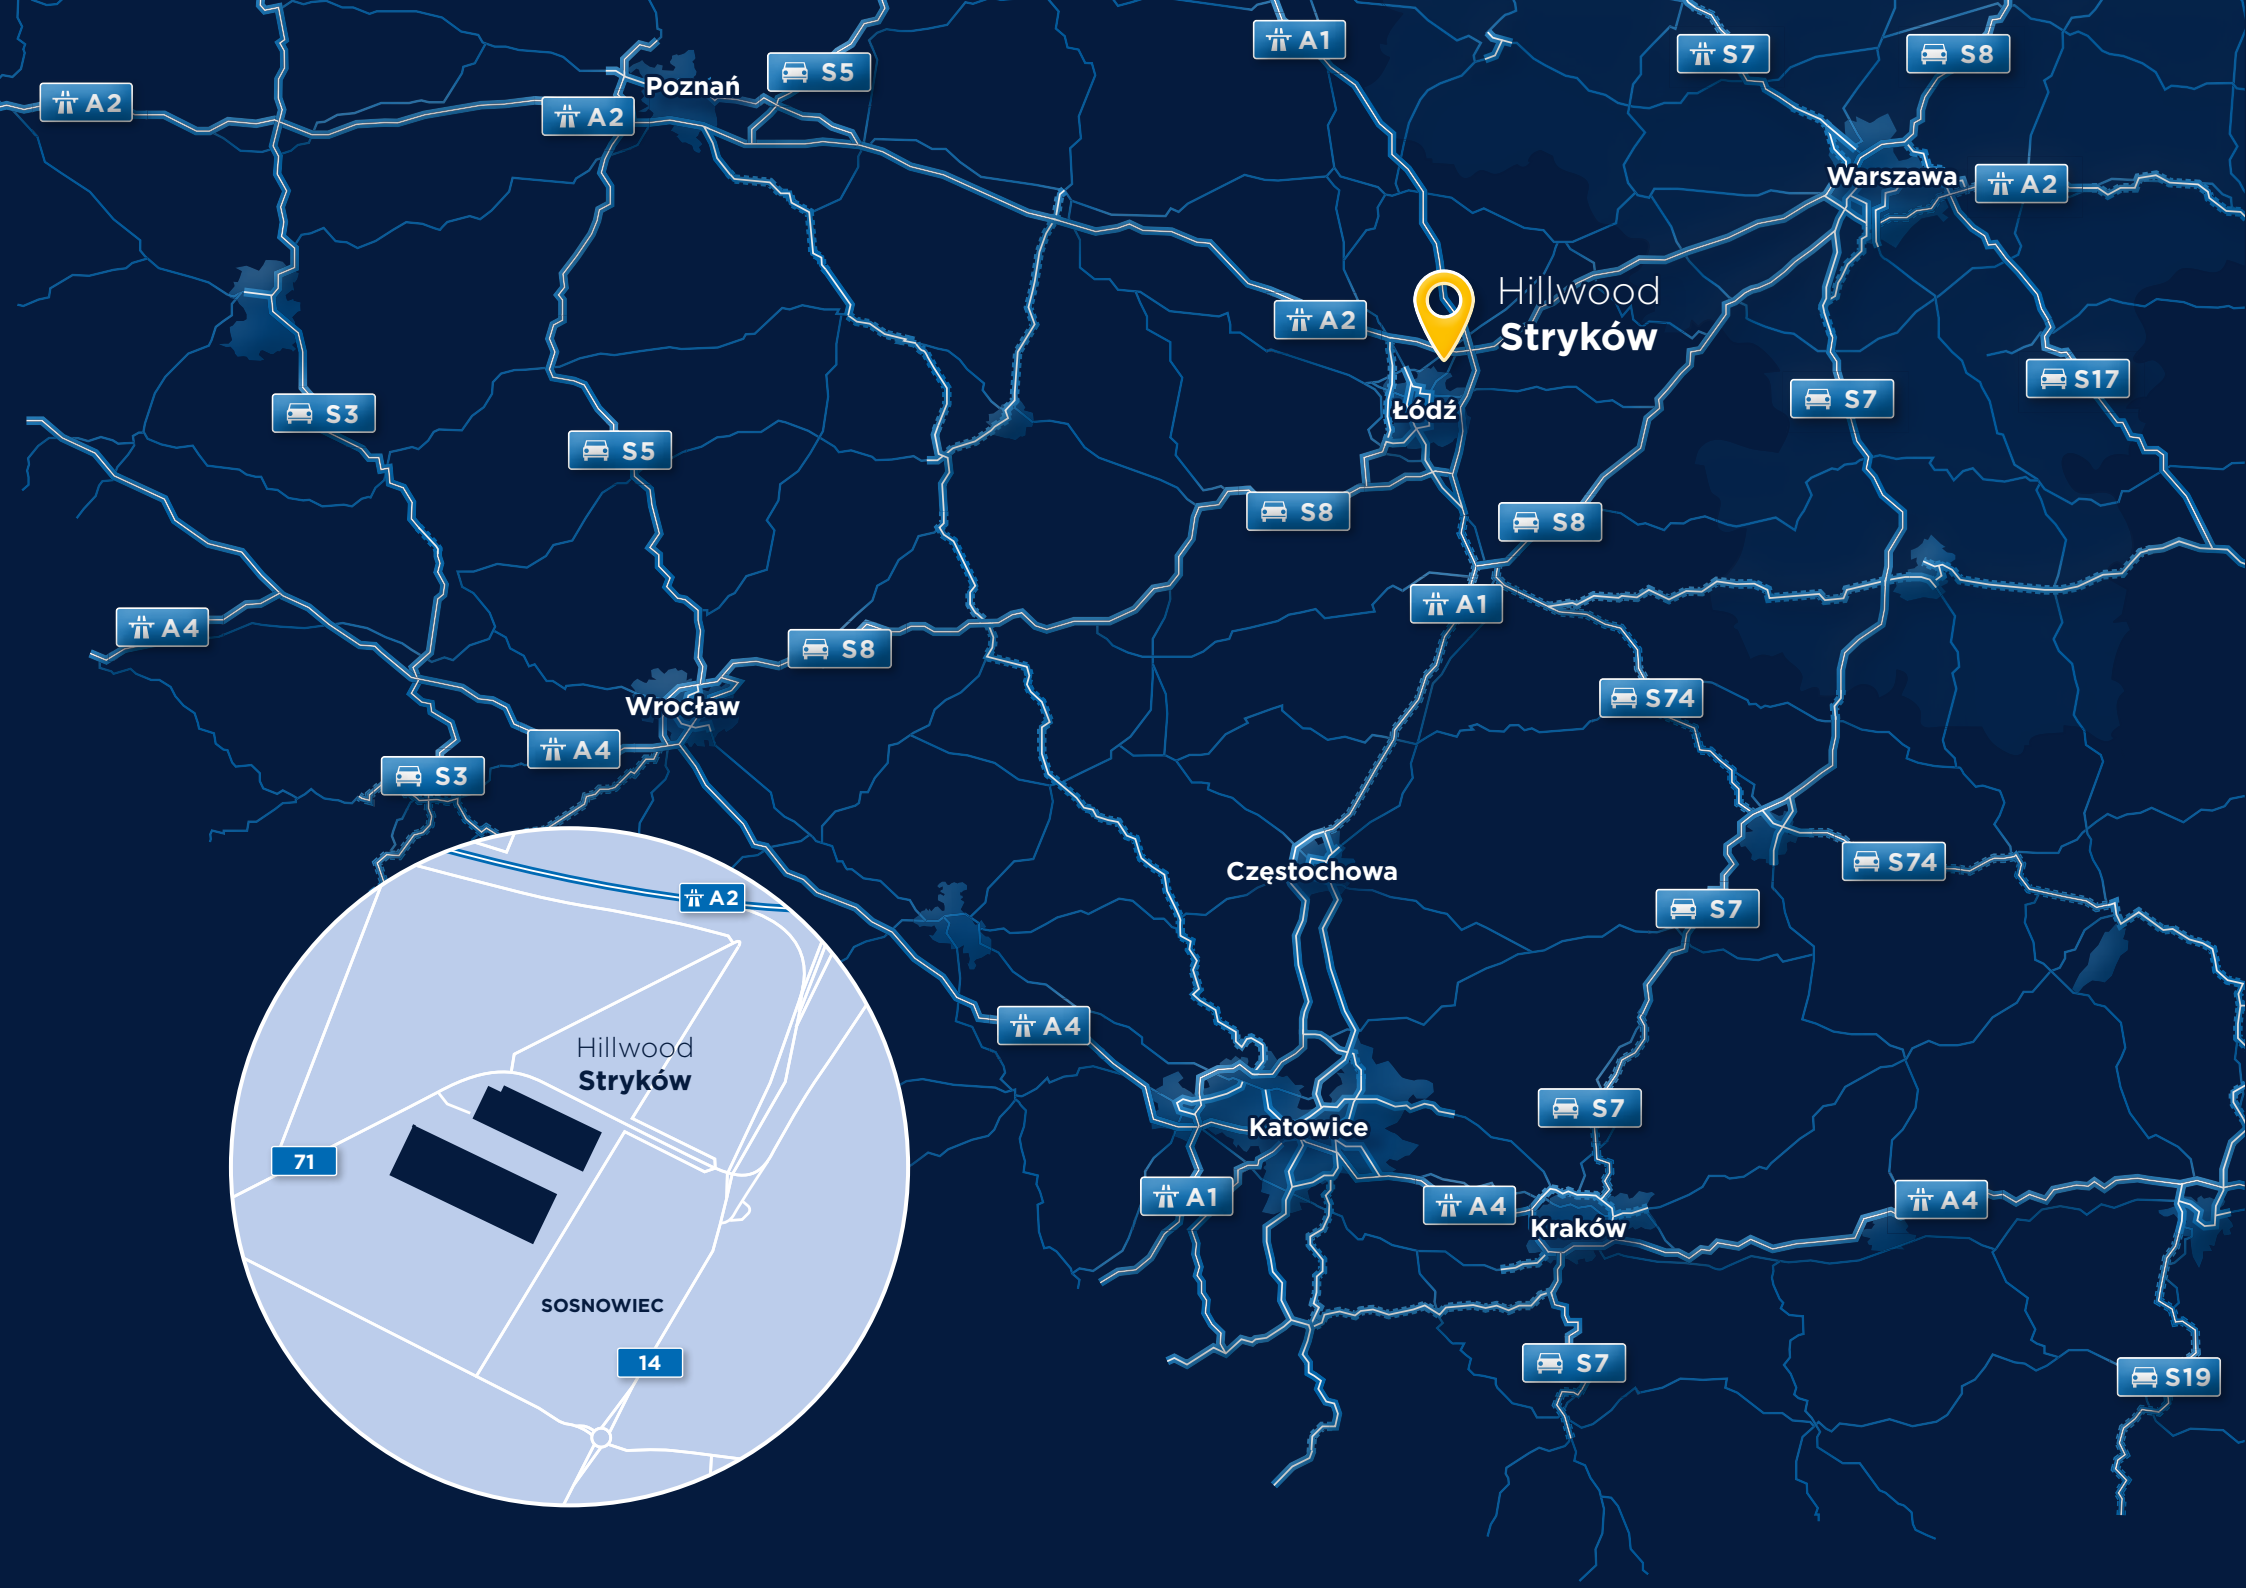 A1
S7
S8
S5
Poznań
A2
A2
Warszawa
A2
Hillwood
Stryków
A2
S17
S7
S3
Łódź
S5
S8
S8
A1
A4
S8
S74
Wrocław
A4
S3
S74
Częstochowa
A2
S7
A4
Hillwood
Stryków
S7
Katowice
71
A1
A4
A4
Kraków
SOSNOWIEC
14
S7
S19